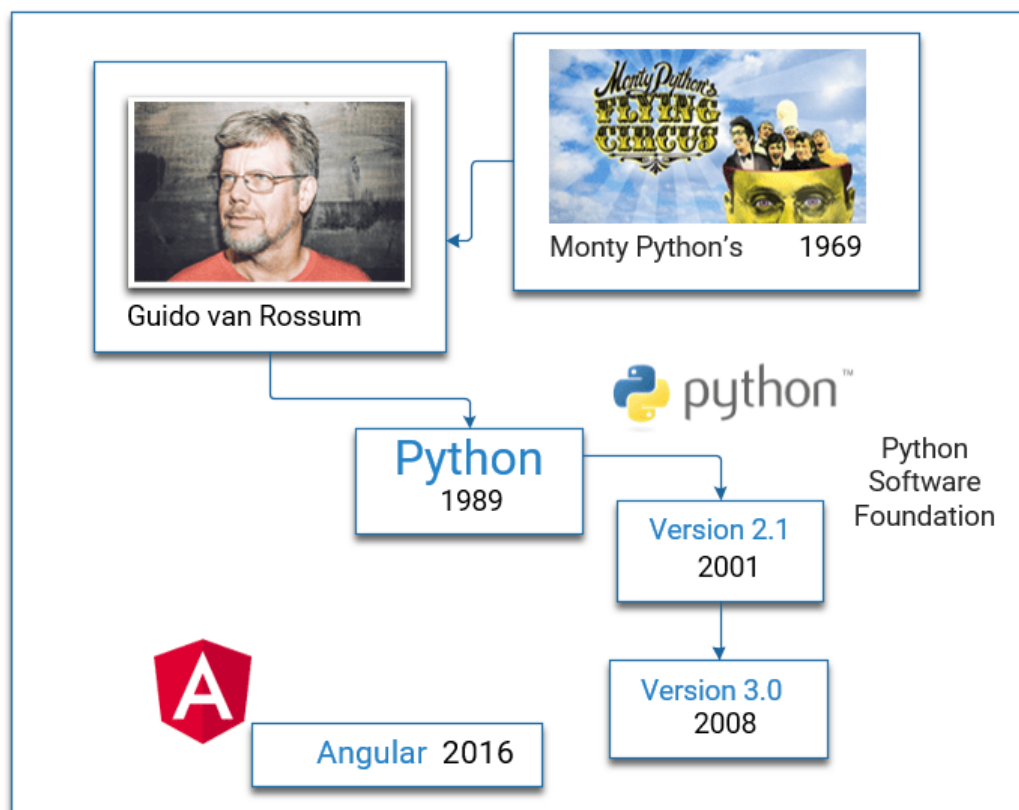 Monty Python's
FLYING
CIRCUS
Monty Python’s 1969
Guido van Rossum
python™
Python
1989
Python
Software
Foundation
Version 2.1
2001
Version 3.0
2008
A
Angular 2016